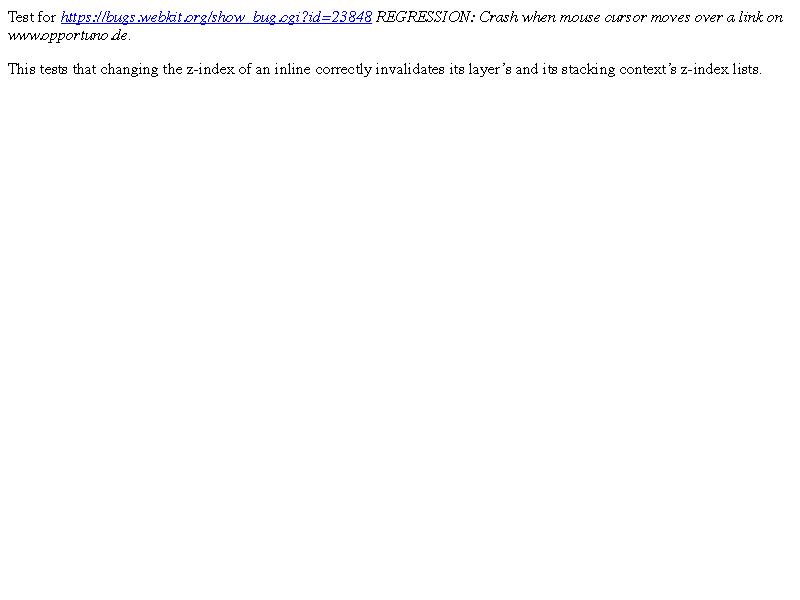 Test for https://bugs.webkit.org/show_bug.cgi?id=23848 REGRESSION: Crash when mouse cursor moves over a link on
www.opportuno.de.
This tests that changing the z-index of an inline correctly invalidates its layer’s and its stacking context’s z-index lists.